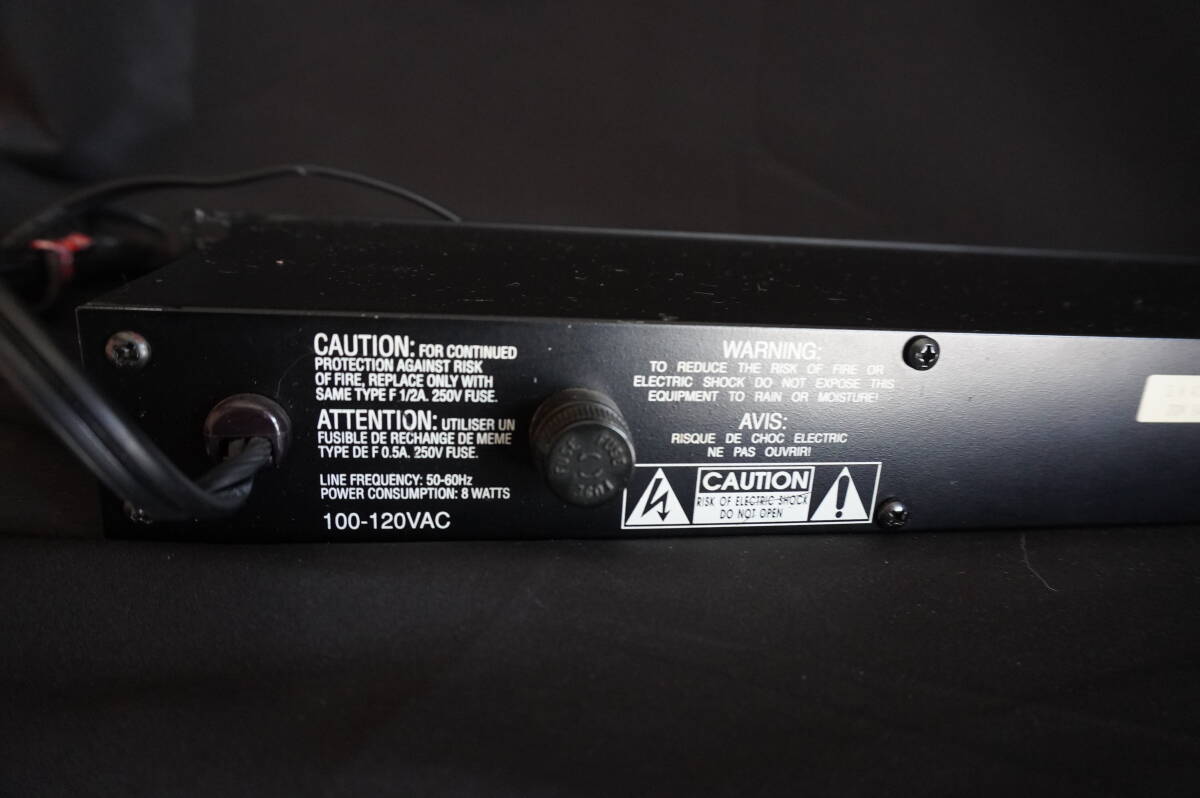 CAUTION: FOR CONTINUED
PROTECTION AGAINST RISK
OF FIRE, REPLACE ONLY WITH
SAME TYPE F 1/2A. 250V FUSE.
ATTENTION: UTILISER UN
FUSIBLE DE RECHANGE DE MEME
TYPE DE F 0.5A. 250V FUSE.
LINE FREQUENCY: 50-60Hz
POWER CONSUMPTION: 8 WATTS
100-120VAC
FUSE FUSE
FUSE
WARNING:
TO REDUCE THE RISK OF FIRE OR
ELECTRIC SHOCK DO NOT EXPOSE THIS
EQUIPMENT TO RAIN OR MOISTURE!
AVIS:
RISQUE DE CHOC ELECTRIC
NE PAS OUVRIR!
CAUTION
RISK OF ELECTRIC SHOCK
DO NOT OPEN